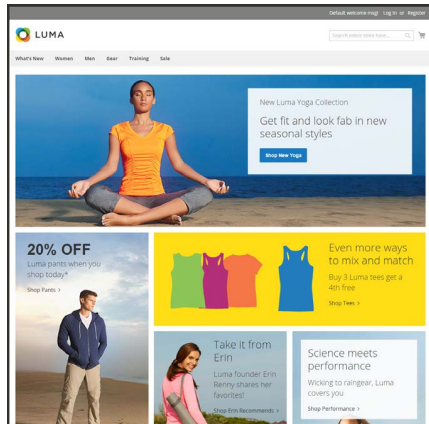 Default welcome msg! Log In or Register
LUMA
Search entire store here...
What's New Women Men Gear Training Sale
New Luma Yoga Collection
Get fit and look fab in new
seasonal styles
Shop New Yoga
20% OFF
Luma pants when you
shop today*
Shop Pants >
Even more ways
to mix and match
Buy 3 Luma tees get a
4th free
Shop Tees >
Take it from
Erin
Luma founder Erin
Renny shares her
favorites!
Shop Erin Recommends >
Science meets
performance
Wicking to raingear, Luma
covers you
Shop Performance >